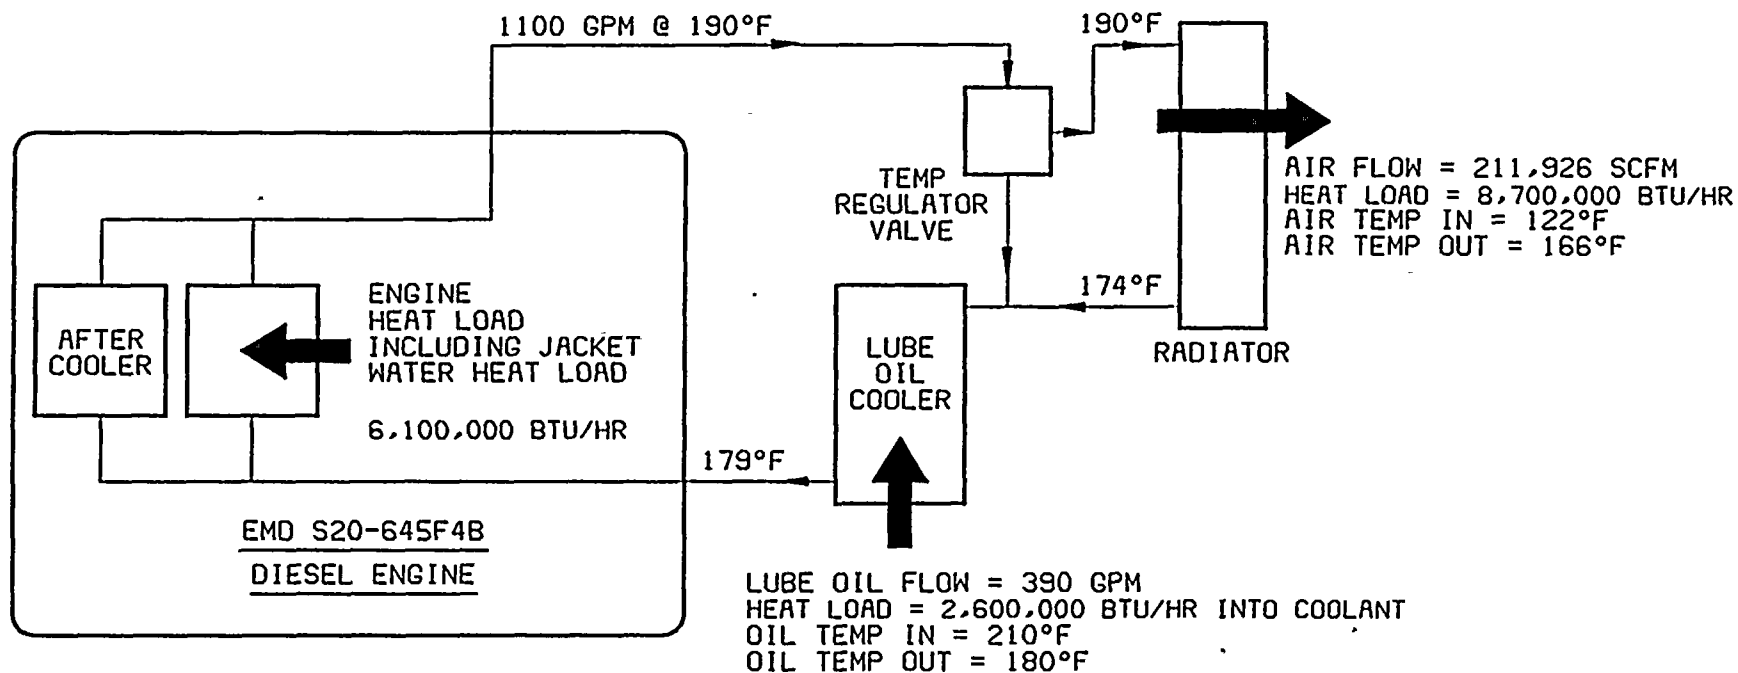 1100 GPM @ 190°F
190°F
AIR FLOW = 211,926 SCFM
HEAT LOAD = 8,700,000 BTU/HR
AIR TEMP IN = 122°F
AIR TEMP OUT = 166°F
TEMP
REGULATOR
VALVE
174°F
RADIATOR
ENGINE
HEAT LOAD
INCLUDING JACKET
WATER HEAT LOAD
6,100,000 BTU/HR
AFTER
COOLER
LUBE
OIL
COOLER
179°F
EMD S20-645F4B
DIESEL ENGINE
LUBE OIL FLOW = 390 GPM
HEAT LOAD = 2,600,000 BTU/HR INTO COOLANT
OIL TEMP IN = 210°F
OIL TEMP OUT = 180°F